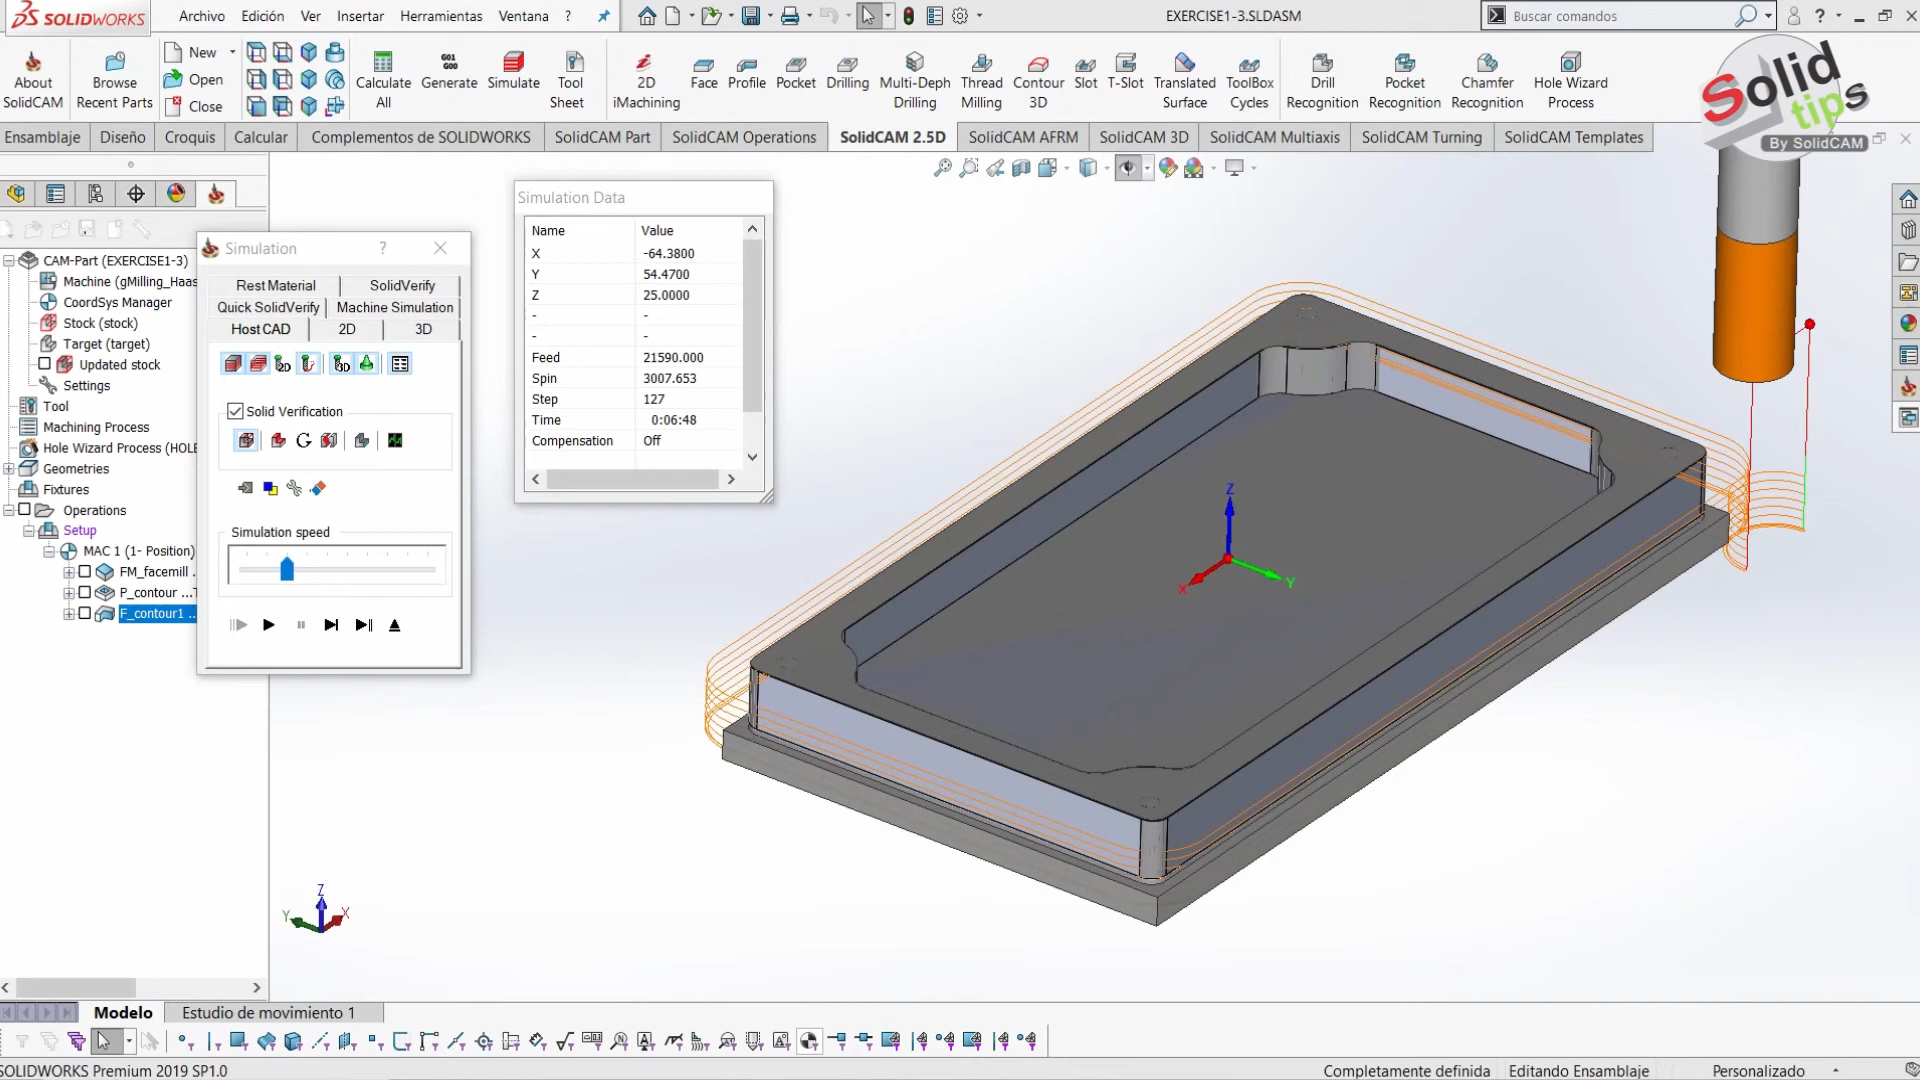 SOLIDWORKS
Archivo Edición Ver Insertar Herramientas Ventana ?
EXERCISE1-3.SLDASM
Buscar comandos
?
About SolidCAM
Browse Recent Parts
New
Open
Close
Calculate All
G01
G00
Generate
Simulate
Tool Sheet
2D iMachining
Face
Profile
Pocket
Drilling
Multi-Deph Drilling
Thread Milling
Contour 3D
Slot
T-Slot
Translated Surface
ToolBox Cycles
Drill Recognition
Pocket Recognition
Chamfer Recognition
Hole Wizard Process
Solid tips
By SolidCAM
Ensamblaje Diseño Croquis Calcular Complementos de SOLIDWORKS SolidCAM Part SolidCAM Operations SolidCAM 2.5D SolidCAM AFRM SolidCAM 3D SolidCAM Multiaxis SolidCAM Turning SolidCAM Templates
CAM-Part (EXERCISE1-3)
Machine (gMilling_Haas
CoordSys Manager
Stock (stock)
Target (target)
Updated stock
Settings
Tool
Machining Process
Hole Wizard Process (HOLE
Geometries
Fixtures
Operations
Setup
MAC 1 (1- Position)
FM_facemill ..
P_contour ...T
F_contour1 ...
Simulation ?
Rest Material SolidVerify
Quick SolidVerify Machine Simulation
Host CAD 2D 3D
2D 3D
Solid Verification
Simulation speed
Simulation Data
Name Value
X -64.3800
Y 54.4700
Z 25.0000
- -
- -
Feed 21590.000
Spin 3007.653
Step 127
Time 0:06:48
Compensation Off
Z
X
Y
Z
Y
X
Modelo Estudio de movimiento 1
SOLIDWORKS Premium 2019 SP1.0
Completamente definida Editando Ensamblaje Personalizado